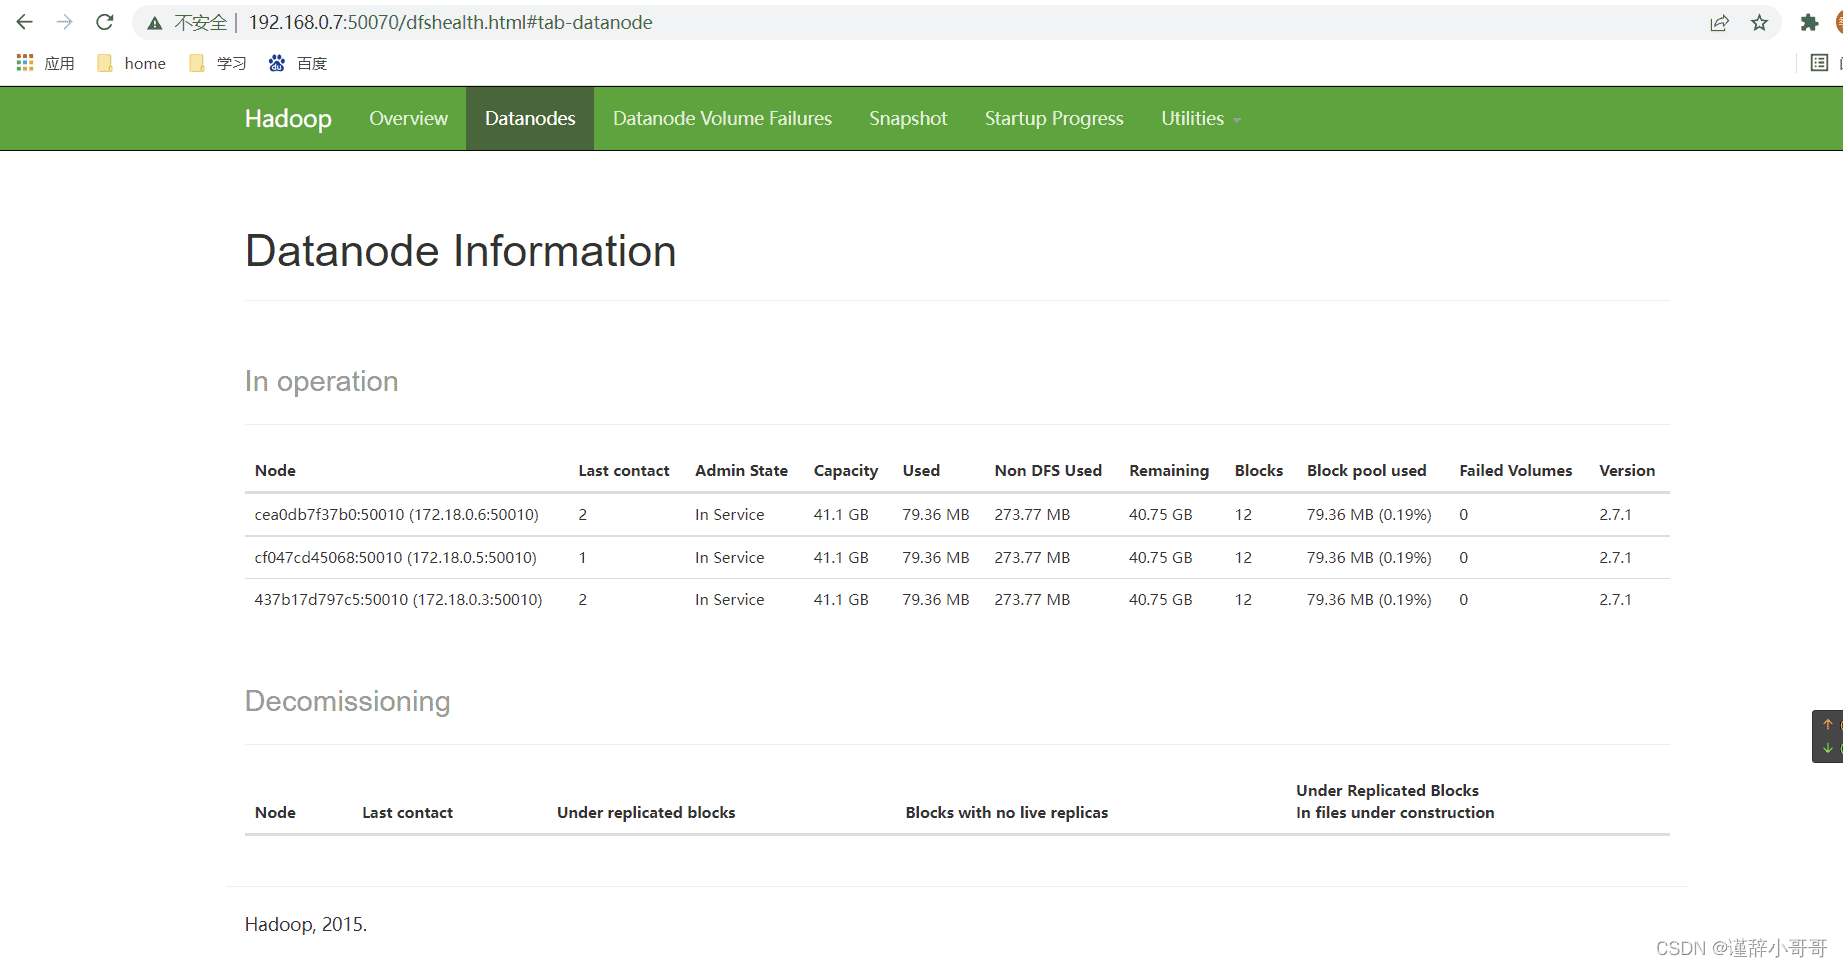 不安全 | 192.168.0.7:50070/dfshealth.html#tab-datanode
应用 home 学习 百度
Hadoop Overview Datanodes Datanode Volume Failures Snapshot Startup Progress Utilities
Datanode Information
In operation
Node Last contact Admin State Capacity Used Non DFS Used Remaining Blocks Block pool used Failed Volumes Version
cea0db7f37b0:50010 (172.18.0.6:50010) 2 In Service 41.1 GB 79.36 MB 273.77 MB 40.75 GB 12 79.36 MB (0.19%) 0 2.7.1
cf047cd45068:50010 (172.18.0.5:50010) 1 In Service 41.1 GB 79.36 MB 273.77 MB 40.75 GB 12 79.36 MB (0.19%) 0 2.7.1
437b17d797c5:50010 (172.18.0.3:50010) 2 In Service 41.1 GB 79.36 MB 273.77 MB 40.75 GB 12 79.36 MB (0.19%) 0 2.7.1
Decomissioning
Node Last contact Under replicated blocks Blocks with no live replicas Under Replicated Blocks
In files under construction
Hadoop, 2015.
CSDN @谨辞小哥哥